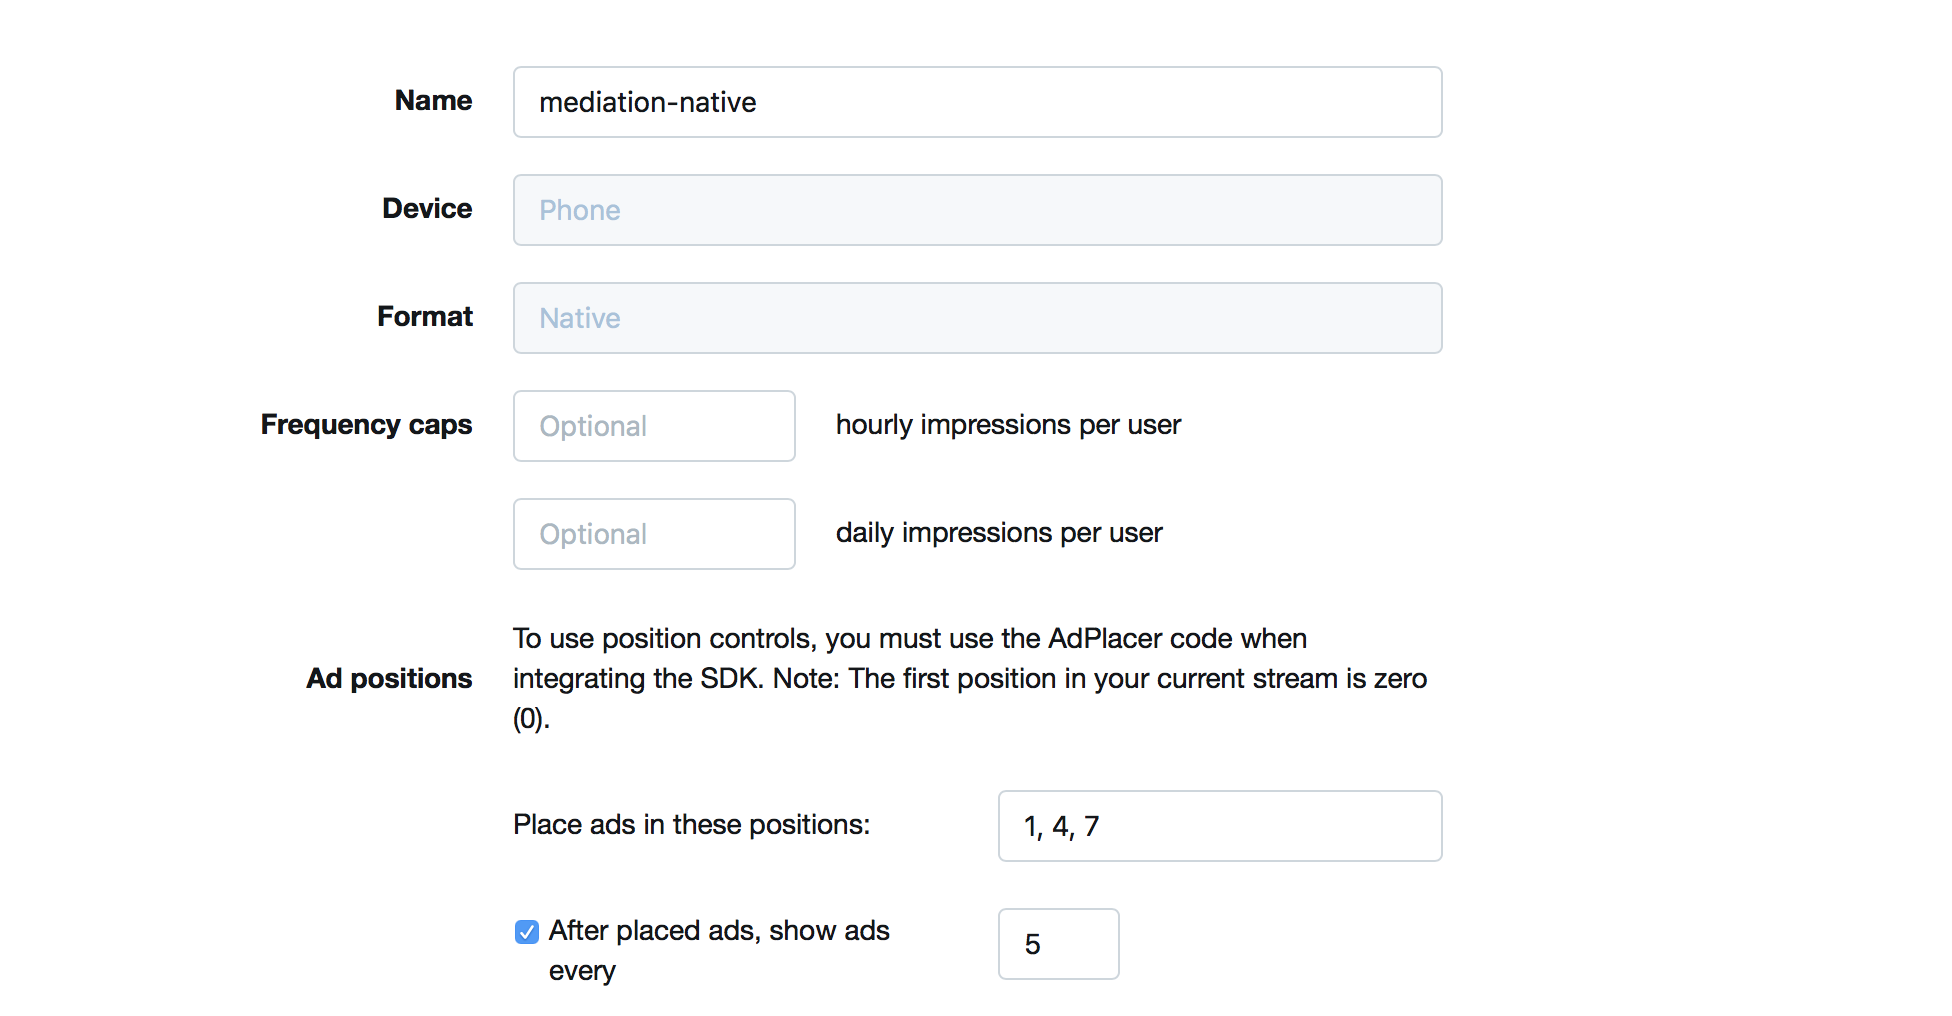 Name mediation-native
Device Phone
Format Native
Frequency caps Optional hourly impressions per user
Optional daily impressions per user
To use position controls, you must use the AdPlacer code when
Ad positions integrating the SDK. Note: The first position in your current stream is zero
(0).
Place ads in these positions: 1, 4, 7
After placed ads, show ads 5
every